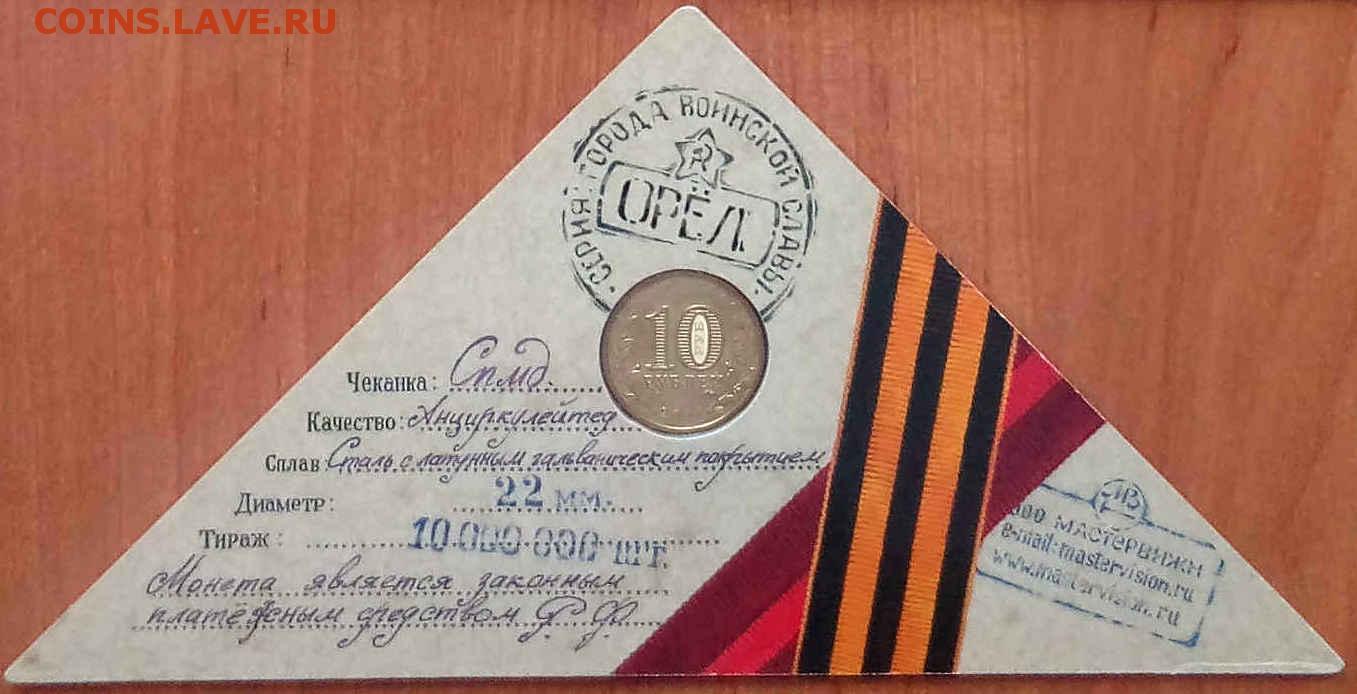 COINS.LAVE.RU
СЕРИЯ: ГОРОДА ВОИНСКОЙ СЛАВЫ
ОРЁЛ
10
РУБ
РУБЛЕЙ
Чеканка: Спмд.
Качество: Анциркулейтед
Сплав Сталь с латунным гальваническим покрытием
Диаметр: 22 мм.
Тираж: 10.000 000 шт.
Монета является законным
платёжным средством Р Ф
МВ
ООО МАСТЕРВИЖН
e-mail:mastervision.ru
www.mastervision.ru